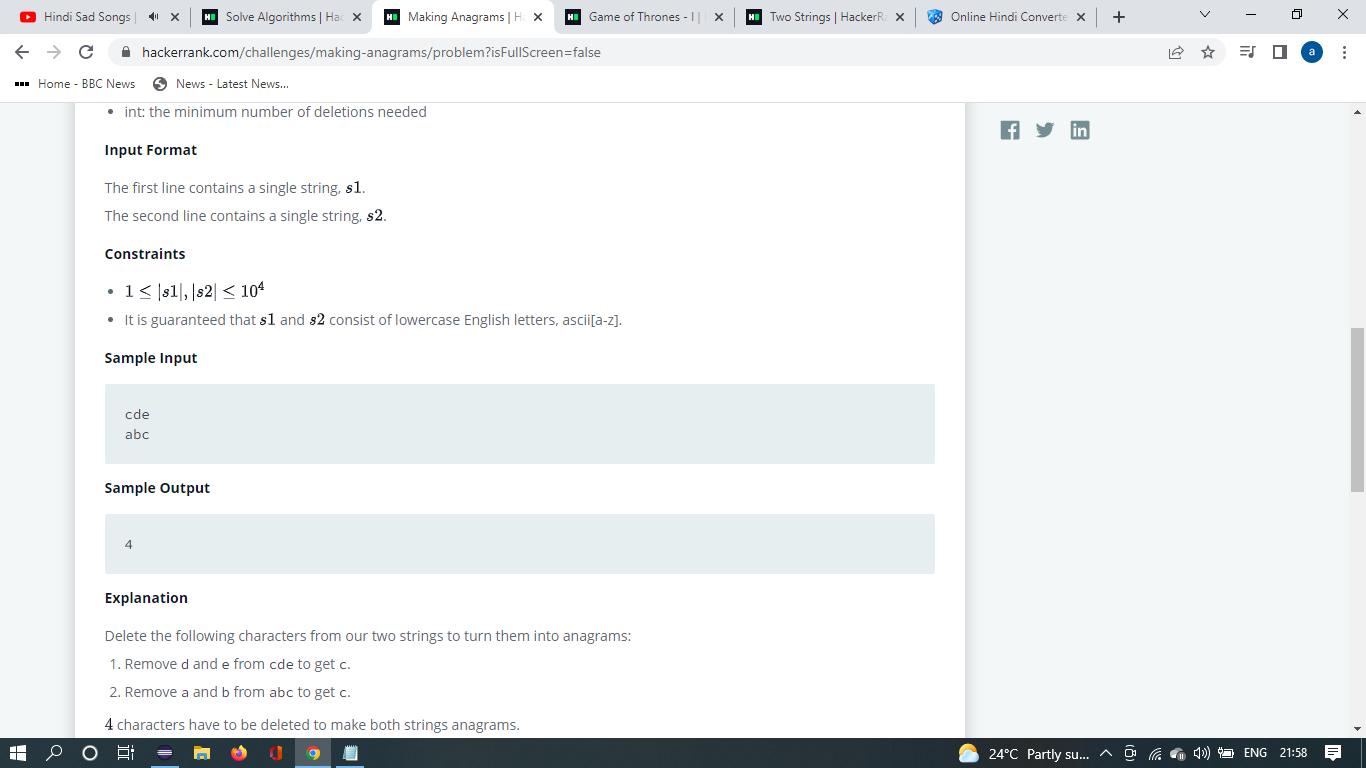 Hindi Sad Songs |
Solve Algorithms | Ha
Making Anagrams | H
Game of Thrones - I |
Two Strings | HackerR
Online Hindi Converte
hackerrank.com/challenges/making-anagrams/problem?isFullScreen=false
a
Home - BBC News
News - Latest News...
• int: the minimum number of deletions needed
Input Format
The first line contains a single string, s1.
The second line contains a single string, s2.
Constraints
• 1 ≤ |s1|, |s2| ≤ 10⁴
• It is guaranteed that s1 and s2 consist of lowercase English letters, ascii[a-z].
Sample Input
cde
abc
Sample Output
4
Explanation
Delete the following characters from our two strings to turn them into anagrams:
1. Remove d and e from cde to get c.
2. Remove a and b from abc to get c.
4 characters have to be deleted to make both strings anagrams.
24°C Partly su... ENG 21:58